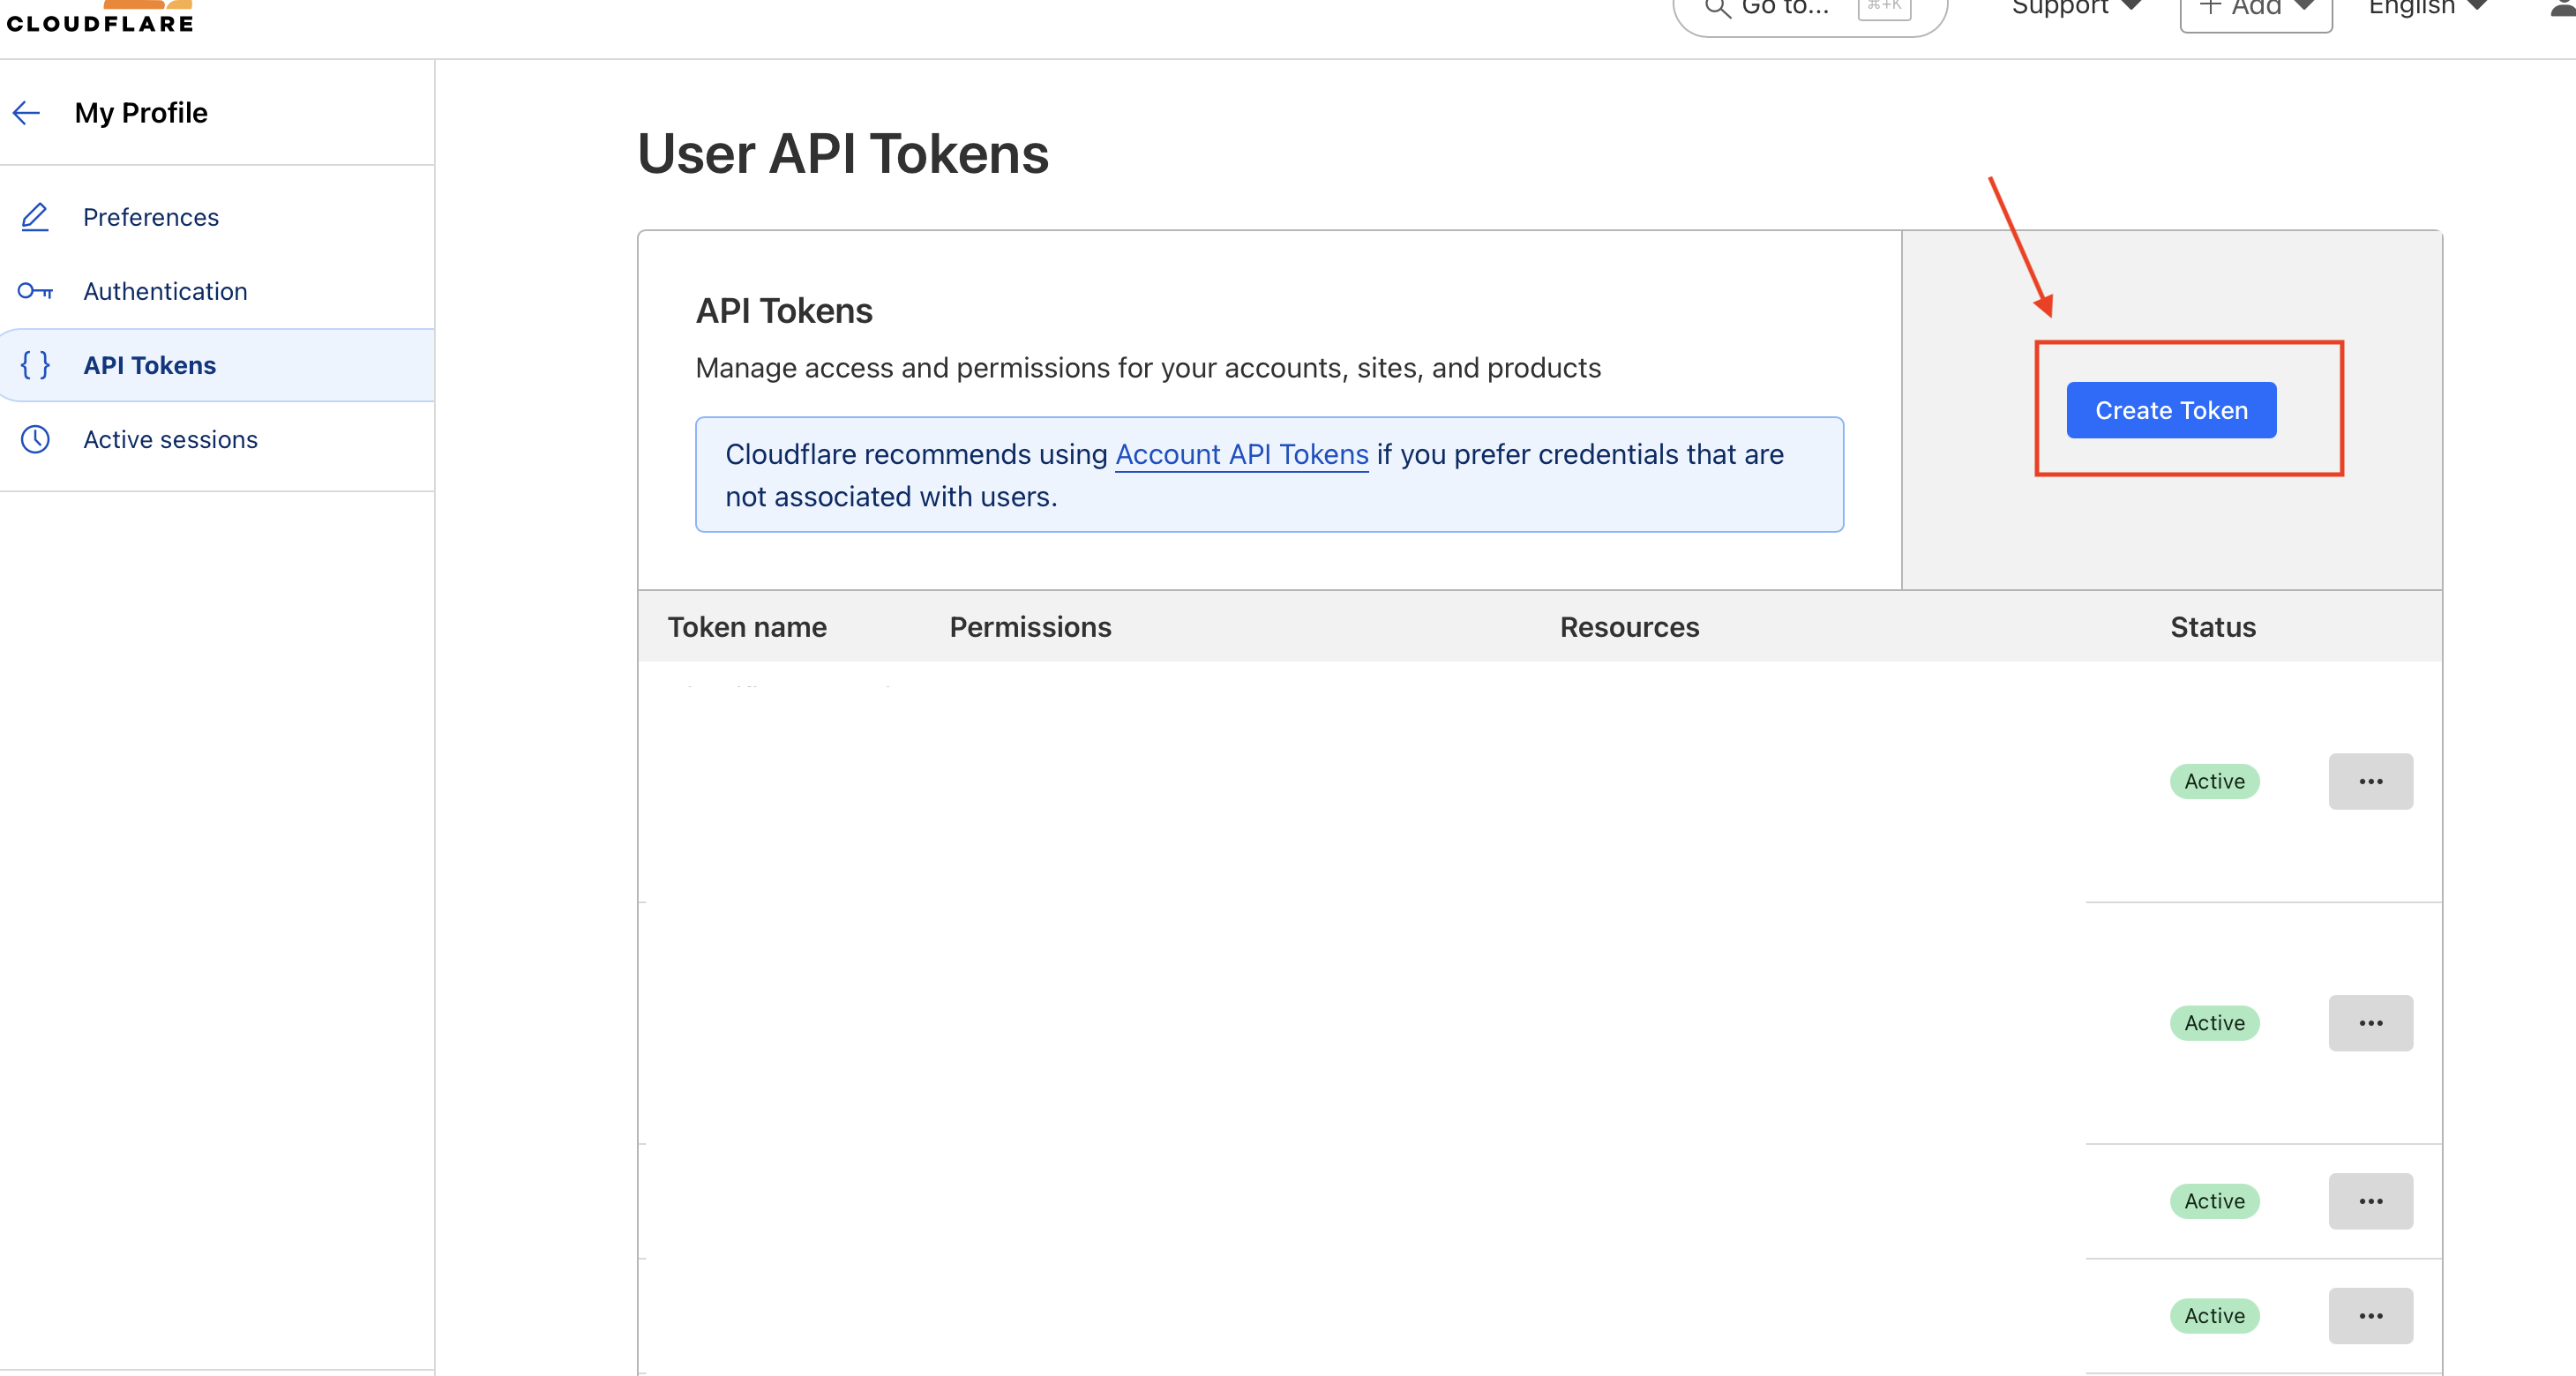 CLOUDFLARE
Go to...
⌘+K
Support
+ Add
English
My Profile
Preferences
Authentication
{ } API Tokens
Active sessions
User API Tokens
API Tokens
Manage access and permissions for your accounts, sites, and products
Cloudflare recommends using Account API Tokens if you prefer credentials that are
not associated with users.
Create Token
Token name Permissions Resources Status
Active ...
Active ...
Active ...
Active ...